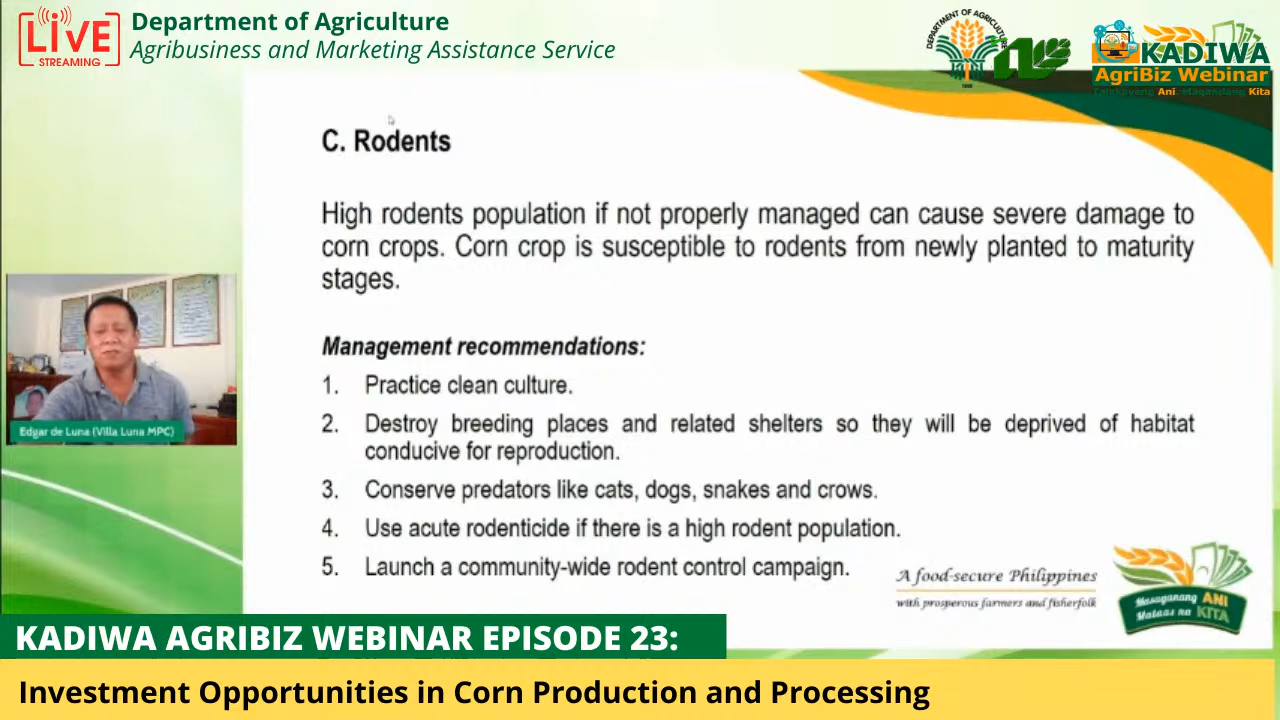 LIVE
STREAMING
Department of Agriculture
Agribusiness and Marketing Assistance Service
DEPARTMENT OF AGRICULTURE
KADIWA
AgriBiz Webinar
Ani. Magandang Kita
C. Rodents
High rodents population if not properly managed can cause severe damage to
corn crops. Corn crop is susceptible to rodents from newly planted to maturity
stages.
Management recommendations:
1. Practice clean culture.
2. Destroy breeding places and related shelters so they will be deprived of habitat
conducive for reproduction.
3. Conserve predators like cats, dogs, snakes and crows.
4. Use acute rodenticide if there is a high rodent population.
5. Launch a community-wide rodent control campaign.
Edgar de Luna (Villa Luna MPC)
A food-secure Philippines
with prosperous farmers and fisherfolk
Masaganang ANI
Mataas na KITA
KADIWA AGRIBIZ WEBINAR EPISODE 23:
Investment Opportunities in Corn Production and Processing